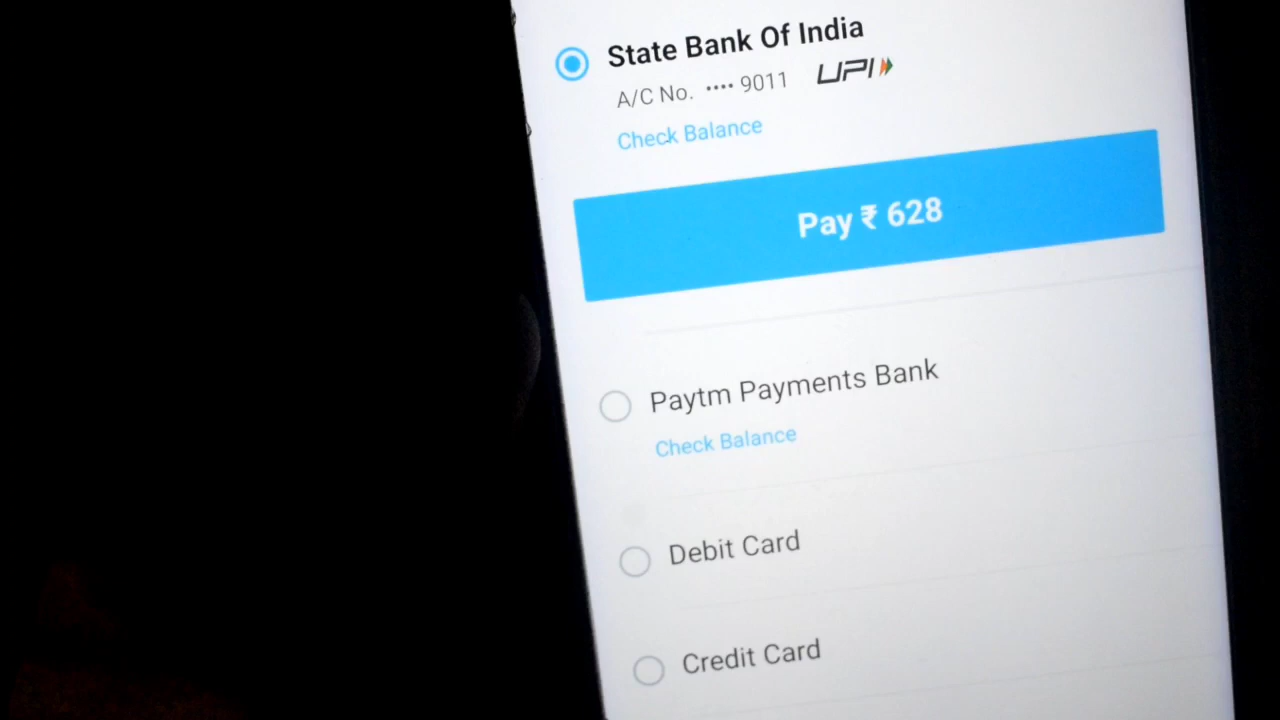 State Bank Of India
A/C No. •••• 9011 UPI
Check Balance
Pay ₹ 628
Paytm Payments Bank
Check Balance
Debit Card
Credit Card